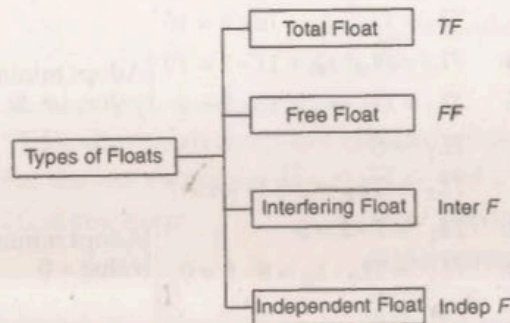 Total Float TF
Free Float FF
Types of Floats
Interfering Float Inter F
Independent Float Indep F